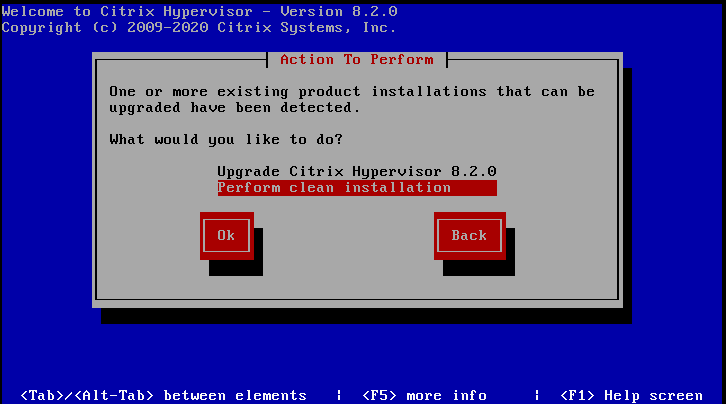 Welcome to Citrix Hypervisor - Version 8.2.0
Copyright (c) 2009-2020 Citrix Systems, Inc.
Action To Perform
One or more existing product installations that can be
upgraded have been detected.
What would you like to do?
Upgrade Citrix Hypervisor 8.2.0
Perform clean installation
Ok Back
<Tab>/<Alt-Tab> between elements | <F5> more info | <F1> Help screen